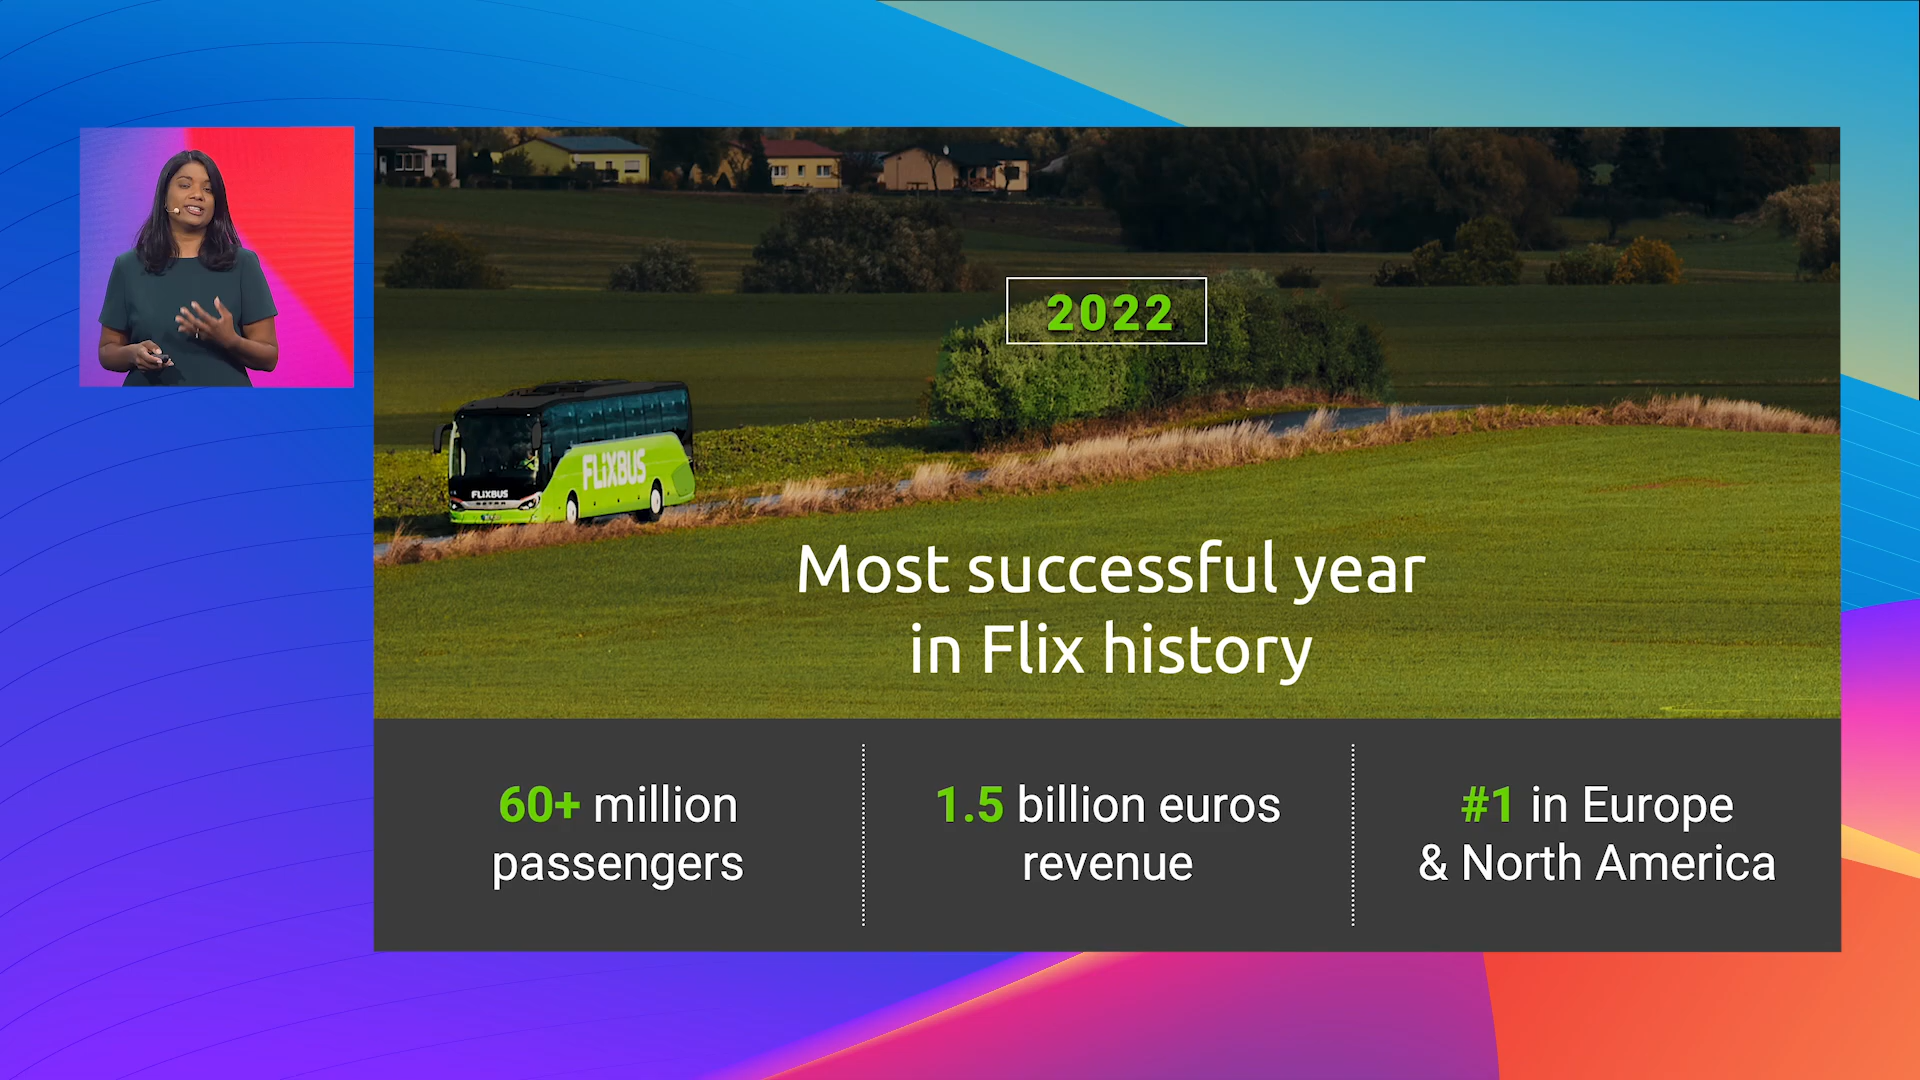 2022
FLiXBUS
FLiXBUS
Most successful year
in Flix history
60+ million
passengers
1.5 billion euros
revenue
#1 in Europe
& North America